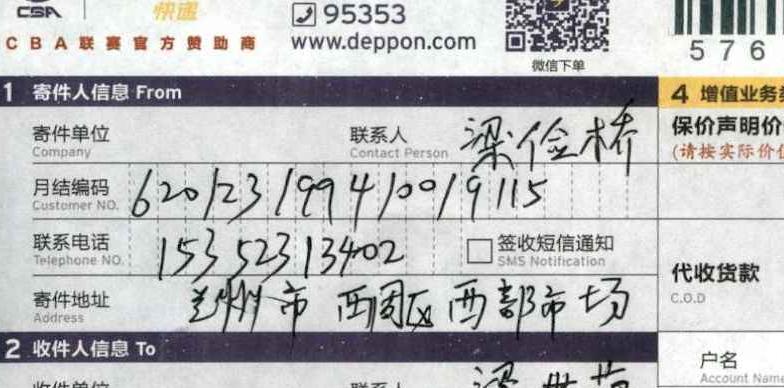 CSA 快递
95353
CBA联赛官方赞助商
www.deppon.com
微信下单
576
1 寄件人信息 From
4 增值业务
寄件单位
Company
联系人
Contact Person
梁俭桥
保价声明价
(请按实际价
月结编码
Customer NO.
620123199410019115
联系电话
Telephone NO.
15352313402
签收短信通知
SMS Notification
代收货款
C.O.D
寄件地址
Address
兰州市 西固区西部市场
2 收件人信息 To
户名
Account Name
收件单位
联系人
梁